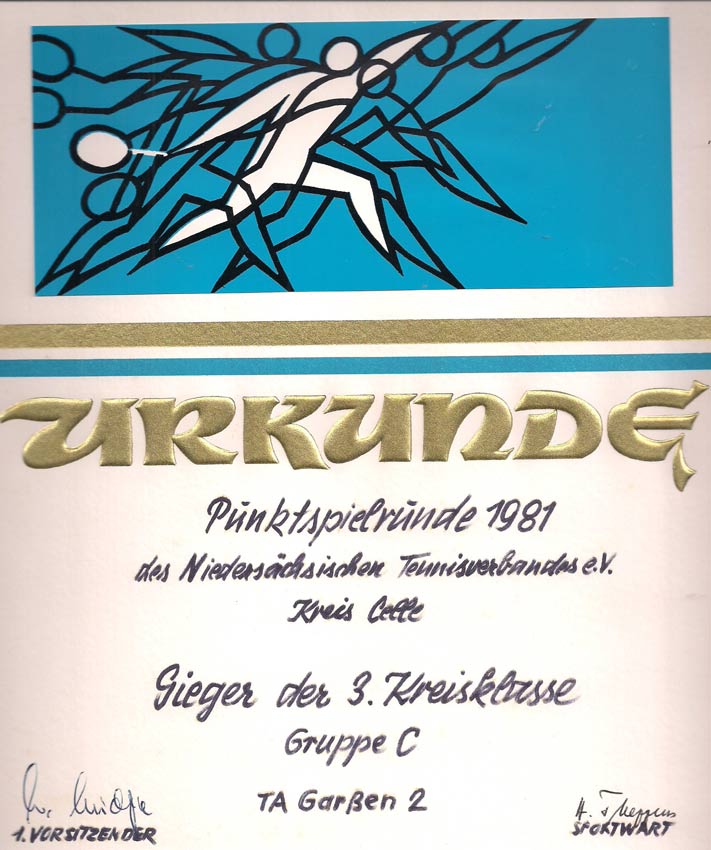 URKUNDE
Punktspielrunde 1981
des Niedersächsischen Tennisverbandes e.V.
Kreis Celle
Sieger der 3. Kreisklasse
Gruppe C
TA Garßen 2
1. VORSITZENDER
H.
SPORTWART